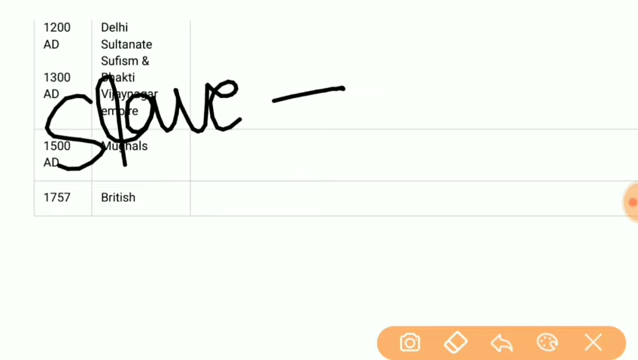 1200 AD Delhi Sultanate
Sufism &
1300 AD Bhakti
Vijaynagar
empire
Slave —
1500 AD Mughals
1757 British